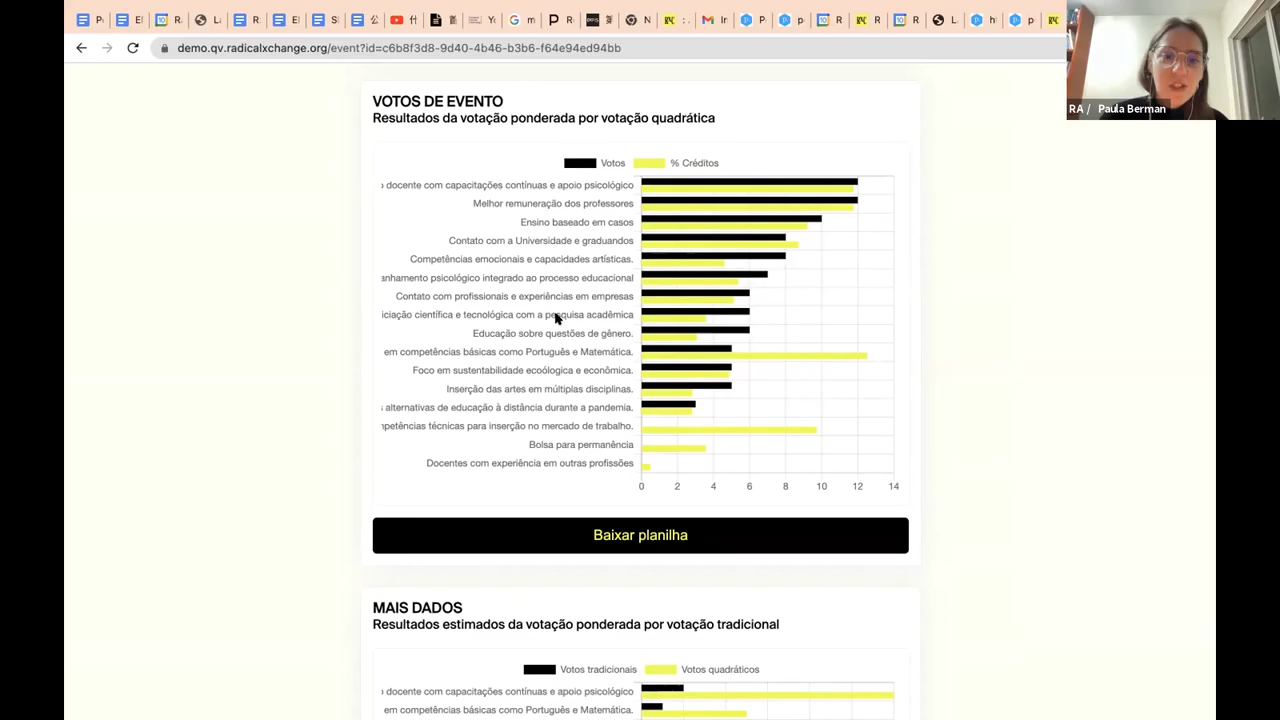 demo.qv.radicalxchange.org/event?id=c6b8f3d8-9d40-4b46-b3b6-f64e94ed94bb
RA / Paula Berman
VOTOS DE EVENTO
Resultados da votação ponderada por votação quadrática
Votos % Créditos
docente com capacitações contínuas e apoio psicológico
Melhor remuneração dos professores
Ensino baseado em casos
Contato com a Universidade e graduandos
Competências emocionais e capacidades artísticas.
anhamento psicológico integrado ao processo educacional
Contato com profissionais e experiências em empresas
iciação científica e tecnológica com a pesquisa acadêmica
Educação sobre questões de gênero.
em competências básicas como Português e Matemática.
Foco em sustentabilidade ecoólogica e econômica.
Inserção das artes em múltiplas disciplinas.
alternativas de educação à distância durante a pandemia.
npetências técnicas para inserção no mercado de trabalho.
Bolsa para permanência
Docentes com experiência em outras profissões
0 2 4 6 8 10 12 14
Baixar planilha
MAIS DADOS
Resultados estimados da votação ponderada por votação tradicional
Votos tradicionais Votos quadráticos
docente com capacitações contínuas e apoio psicológico
em competências básicas como Português e Matemática.